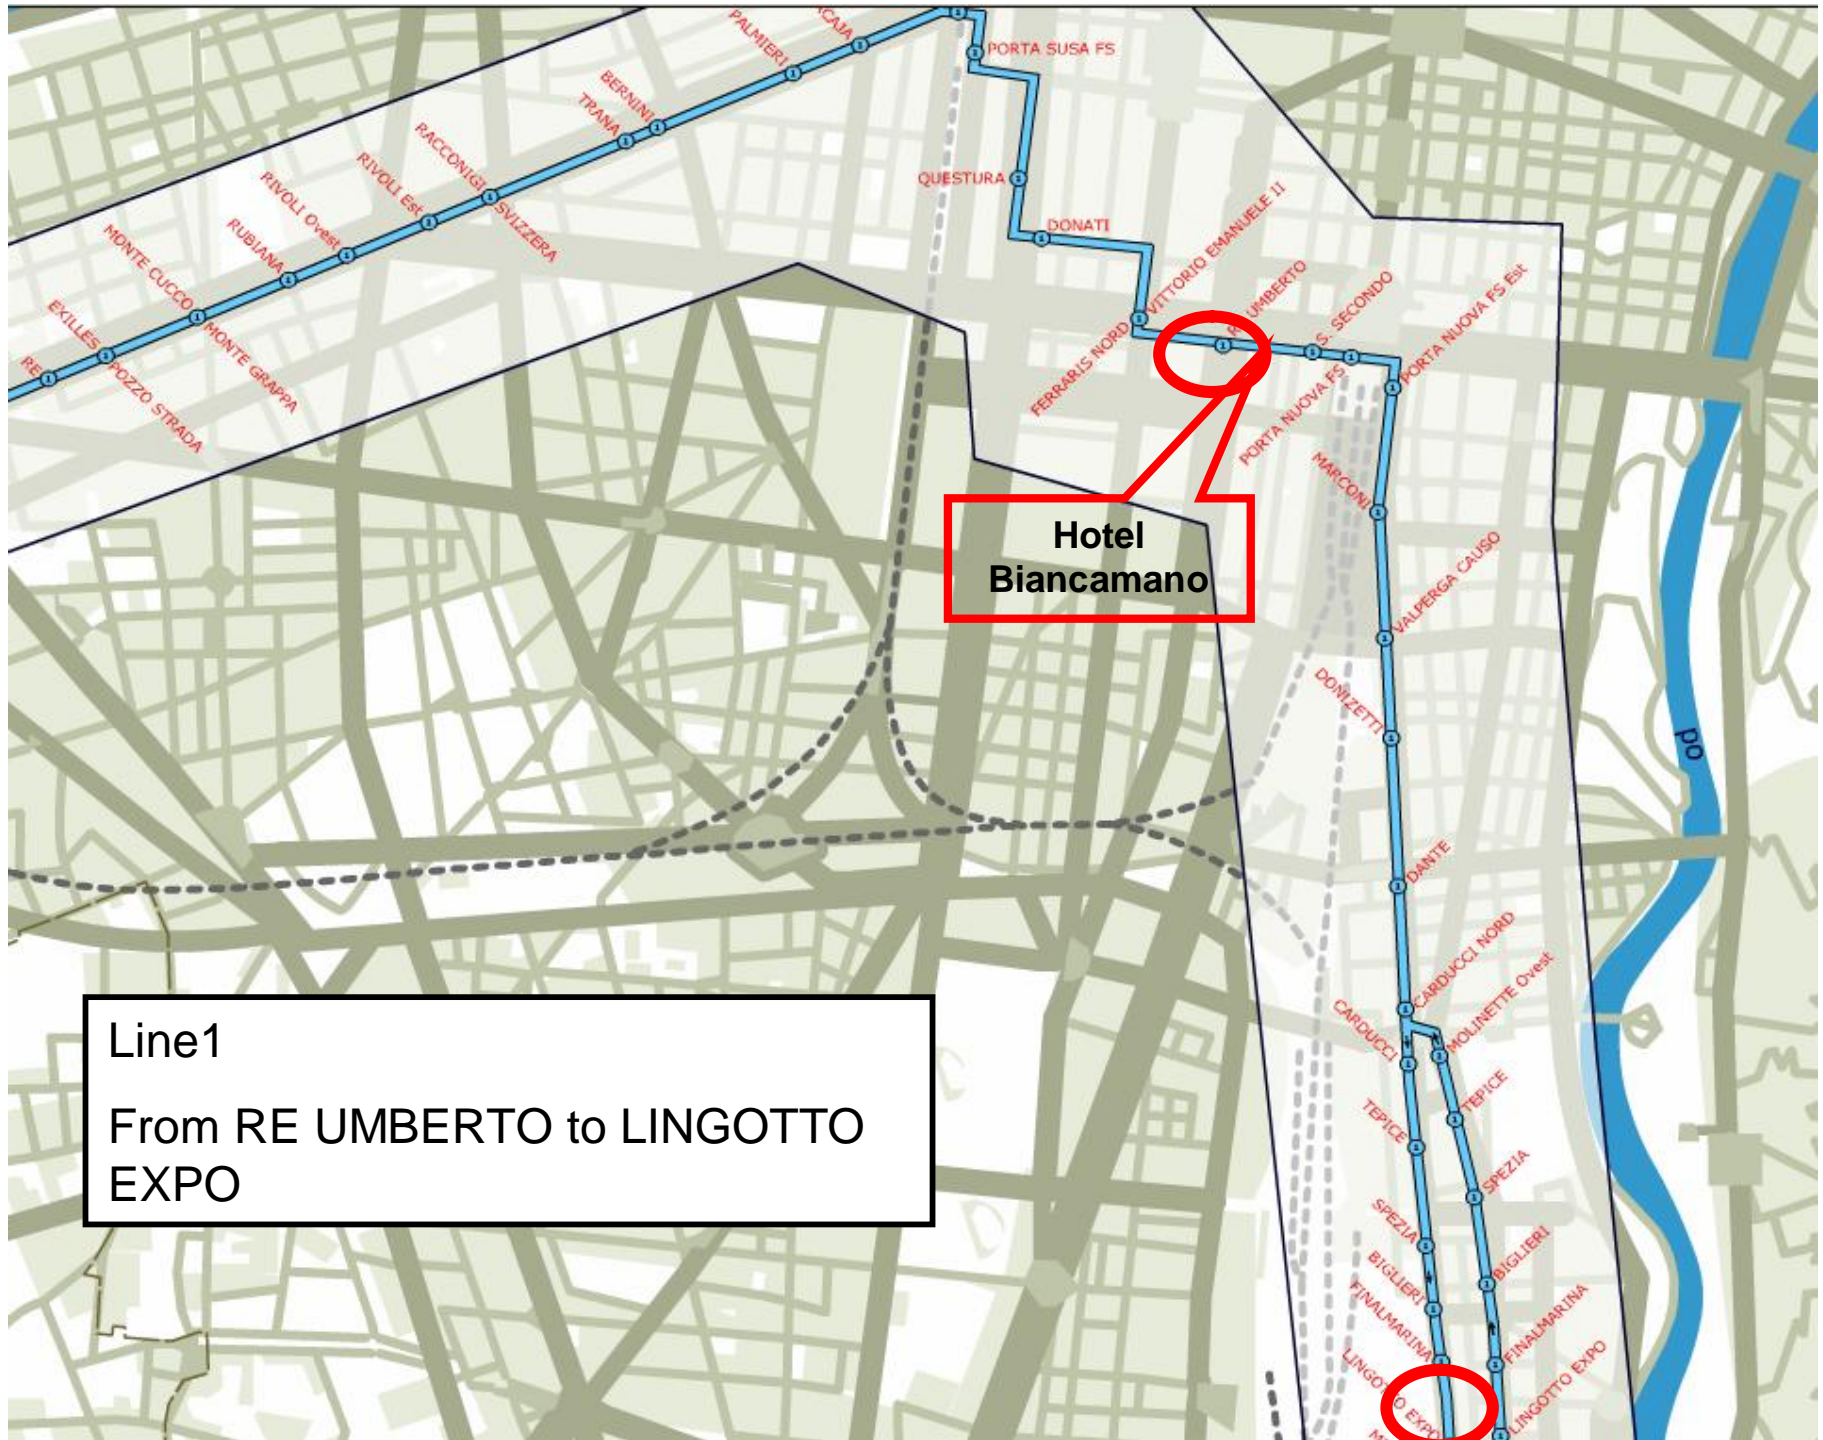 PALMIERI
PORTA SUSA FS
BERNINI
TRANA
RACCONIGI
SVIZZERA
QUESTURA
RIVOLI Est
RIVOLI Ovest
DONATI
VITTORIO EMANUELE II
RUBIANA
MONTE CUCCO
MONTE GRAPPA
UMBERTO
S. SECONDO
PORTA NUOVA FS Est
EXILLES
POZZO STRADA
FERRARIS NORD
PORTA NUOVA FS
MARCONI
Hotel
Biancamano
VALPERGA CAUSO
DONIZETTI
po
DANTE
CARDUCCI NORD
CARDUCCI
MOLINETTE Ovest
Line1
From RE UMBERTO to LINGOTTO
EXPO
TEPICE
TEPICE
SPEZIA
SPEZIA
BIGLIERI
BIGLIERI
FINALMARINA
FINALMARINA
LINGOTTO EXPO
LINGOTTO EXPO